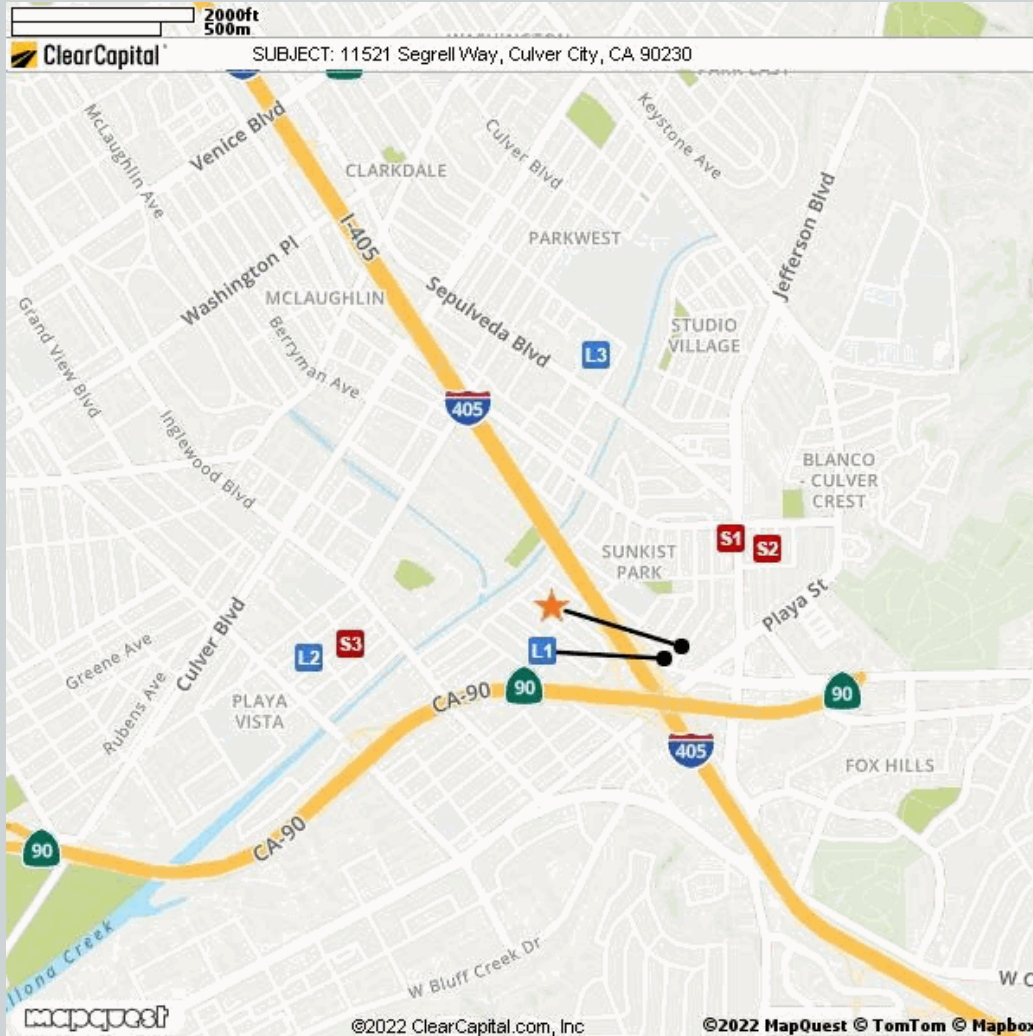 2000ft
500m
ClearCapital
SUBJECT: 11521 Segrell Way, Culver City, CA 90230
McLaughlin Ave
Venice Blvd
CLARKDALE
Culver Blvd
Keystone Ave
I-405
PARKWEST
Jefferson Blvd
Washington Pl
MCLAUGHLIN
Sepulveda Blvd
STUDIO
VILLAGE
Grand View Blvd
Berryman Ave
L3
405
Inglewood Blvd
BLANCO
- CULVER
CREST
S1
S2
SUNKIST
PARK
Playa St
Culver Blvd
Greene Ave
L2
S3
L1
Rubens Ave
PLAYA
VISTA
CA-90
90
90
405
FOX HILLS
CA-90
90
W Bluff Creek Dr
llona Creek
W C
mapquest
©2022 ClearCapital.com, Inc
©2022 MapQuest © TomTom © Mapbox